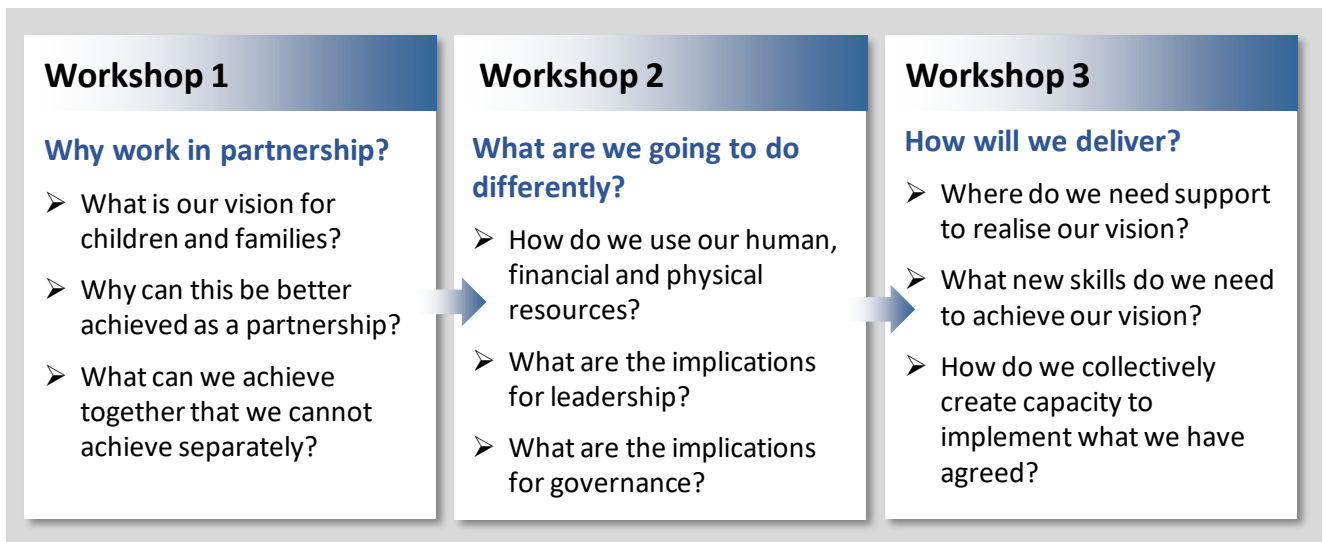 Workshop 1
Why work in partnership?
➢ What is our vision for
children and families?
➢ Why can this be better
achieved as a partnership?
➢ What can we achieve
together that we cannot
achieve separately?
Workshop 2
What are we going to do
differently?
➢ How do we use our human,
financial and physical
resources?
➢ What are the implications
for leadership?
➢ What are the implications
for governance?
Workshop 3
How will we deliver?
➢ Where do we need support
to realise our vision?
➢ What new skills do we need
to achieve our vision?
➢ How do we collectively
create capacity to
implement what we have
agreed?